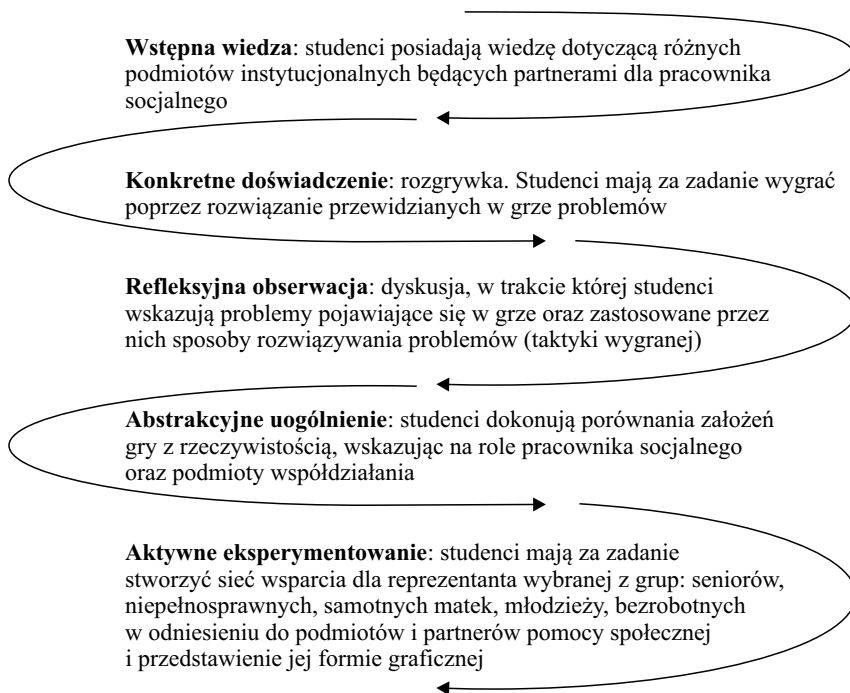 Wstępna wiedza: studenci posiadają wiedzę dotyczącą różnych
podmiotów instytucjonalnych będących partnerami dla pracownika
socjalnego
Konkretne doświadczenie: rozgrywka. Studenci mają za zadanie wygrać
poprzez rozwiązanie przewidzianych w grze problemów
Refleksyjna obserwacja: dyskusja, w trakcie której studenci
wskazują problemy pojawiające się w grze oraz zastosowane przez
nich sposoby rozwiązywania problemów (taktyki wygranej)
Abstrakcyjne uogólnienie: studenci dokonują porównania założeń
gry z rzeczywistością, wskazując na role pracownika socjalnego
oraz podmioty współdziałania
Aktywne eksperymentowanie: studenci mają za zadanie
stworzyć sieć wsparcia dla reprezentanta wybranej z grup: seniorów,
niepełnosprawnych, samotnych matek, młodzieży, bezrobotnych
w odniesieniu do podmiotów i partnerów pomocy społecznej
i przedstawienie jej formie graficznej